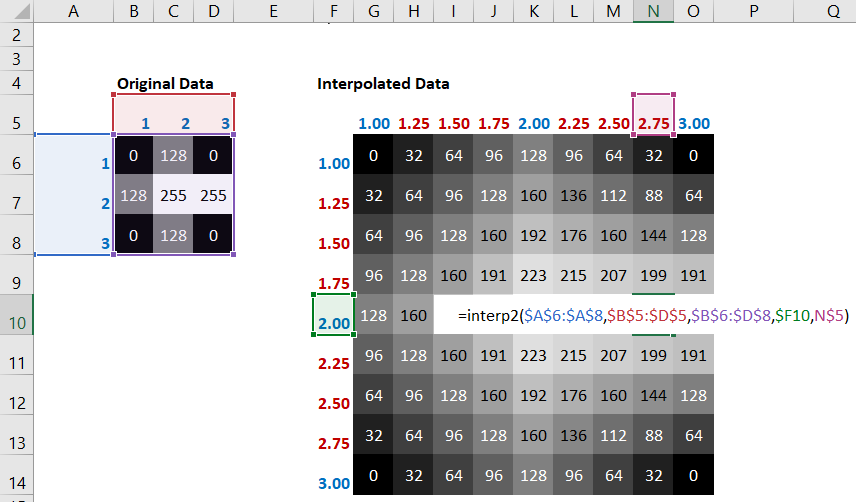 A B C D E F G H I J K L M N O P Q
2
3
4 Original Data Interpolated Data
5 1 2 3 1.00 1.25 1.50 1.75 2.00 2.25 2.50 2.75 3.00
6 1 0 128 0 1.00 0 32 64 96 128 96 64 32 0
7 2 128 255 255 1.25 32 64 96 128 160 136 112 88 64
8 3 0 128 0 1.50 64 96 128 160 192 176 160 144 128
9 1.75 96 128 160 191 223 215 207 199 191
10 2.00 128 160 =interp2($A$6:$A$8,$B$5:$D$5,$B$6:$D$8,$F10,N$5)
11 2.25 96 128 160 191 223 215 207 199 191
12 2.50 64 96 128 160 192 176 160 144 128
13 2.75 32 64 96 128 160 136 112 88 64
14 3.00 0 32 64 96 128 96 64 32 0